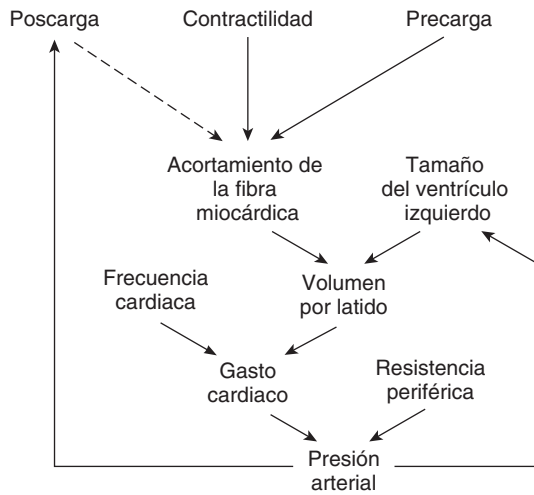 Poscarga
Contractilidad
Precarga
Acortamiento de
la fibra
miocárdica
Tamaño
del ventrículo
izquierdo
Frecuencia
cardiaca
Volumen
por latido
Gasto
cardiaco
Resistencia
periférica
Presión
arterial